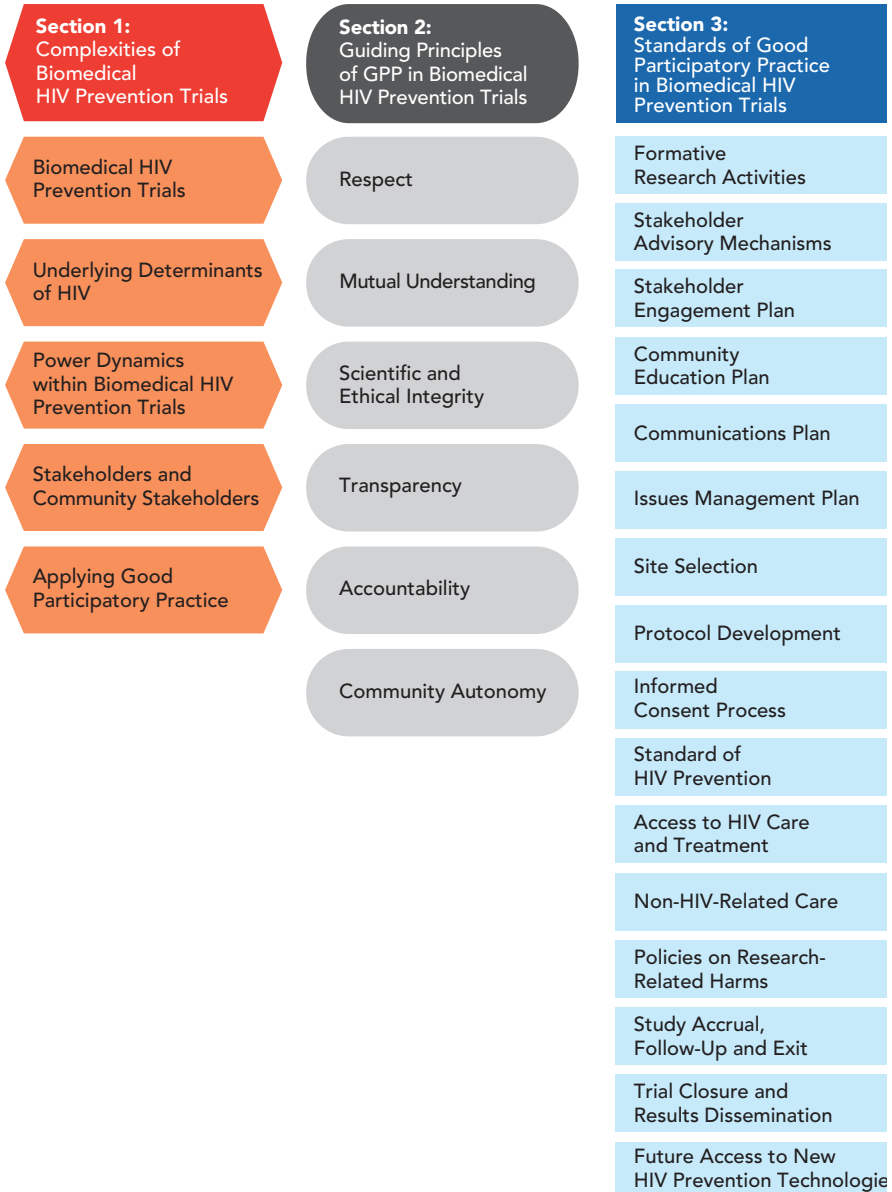 Section 1:
Complexities of
Biomedical
HIV Prevention Trials
Biomedical HIV
Prevention Trials
Underlying Determinants
of HIV
Power Dynamics
within Biomedical HIV
Prevention Trials
Stakeholders and
Community Stakeholders
Applying Good
Participatory Practice
Section 2:
Guiding Principles
of GPP in Biomedical
HIV Prevention Trials
Respect
Mutual Understanding
Scientific and
Ethical Integrity
Transparency
Accountability
Community Autonomy
Section 3:
Standards of Good
Participatory Practice
in Biomedical HIV
Prevention Trials
Formative
Research Activities
Stakeholder
Advisory Mechanisms
Stakeholder
Engagement Plan
Community
Education Plan
Communications Plan
Issues Management Plan
Site Selection
Protocol Development
Informed
Consent Process
Standard of
HIV Prevention
Access to HIV Care
and Treatment
Non-HIV-Related Care
Policies on Research-
Related Harms
Study Accrual,
Follow-Up and Exit
Trial Closure and
Results Dissemination
Future Access to New
HIV Prevention Technologie